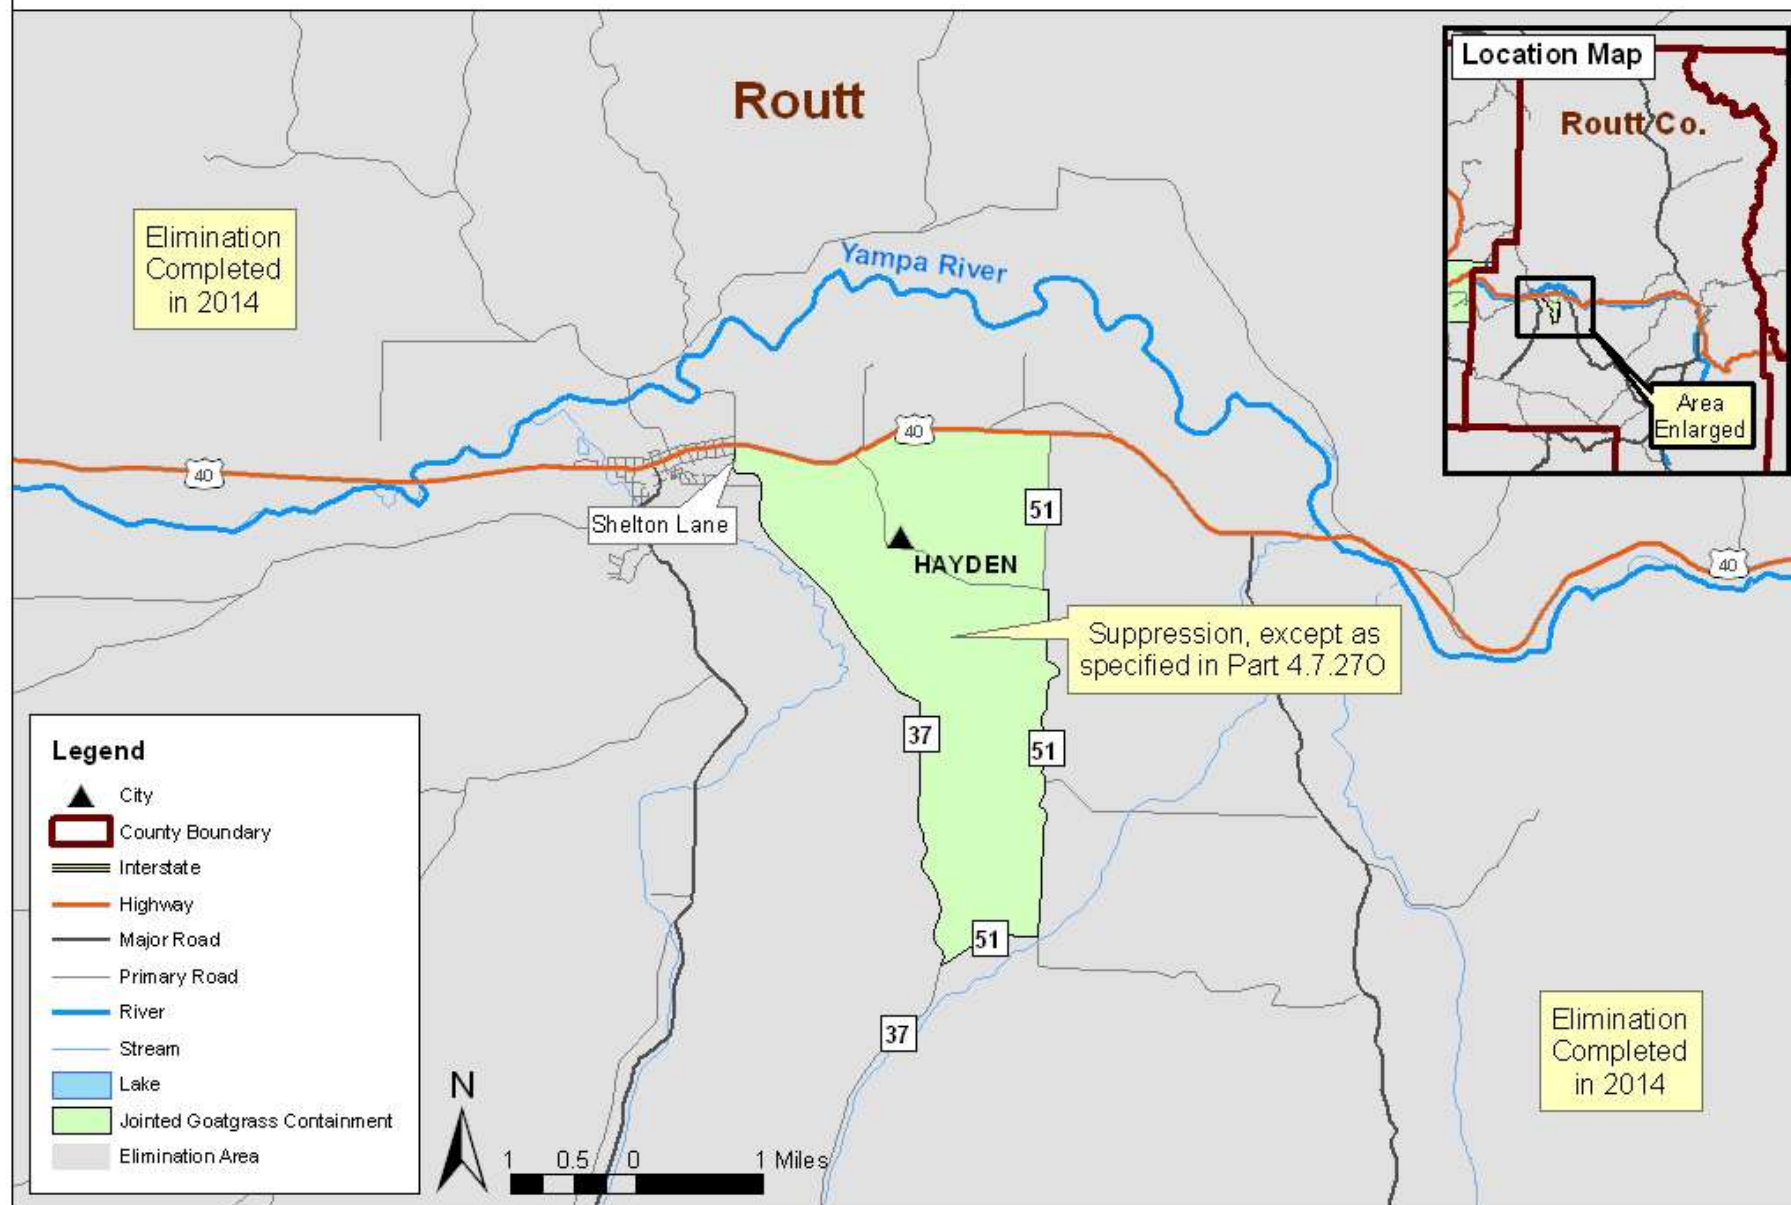 Routt
Location Map
Routt Co.
Area
Enlarged
Elimination
Completed
in 2014
Yampa River
40
40
40
Shelton Lane
51
HAYDEN
Suppression, except as
specified in Part 4.7.27O
37
51
51
37
Legend
City
County Boundary
Interstate
Highway
Major Road
Primary Road
River
Stream
Lake
Jointed Goatgrass Containment
Elimination Area
N
1 0.5 0 1 Miles
Elimination
Completed
in 2014